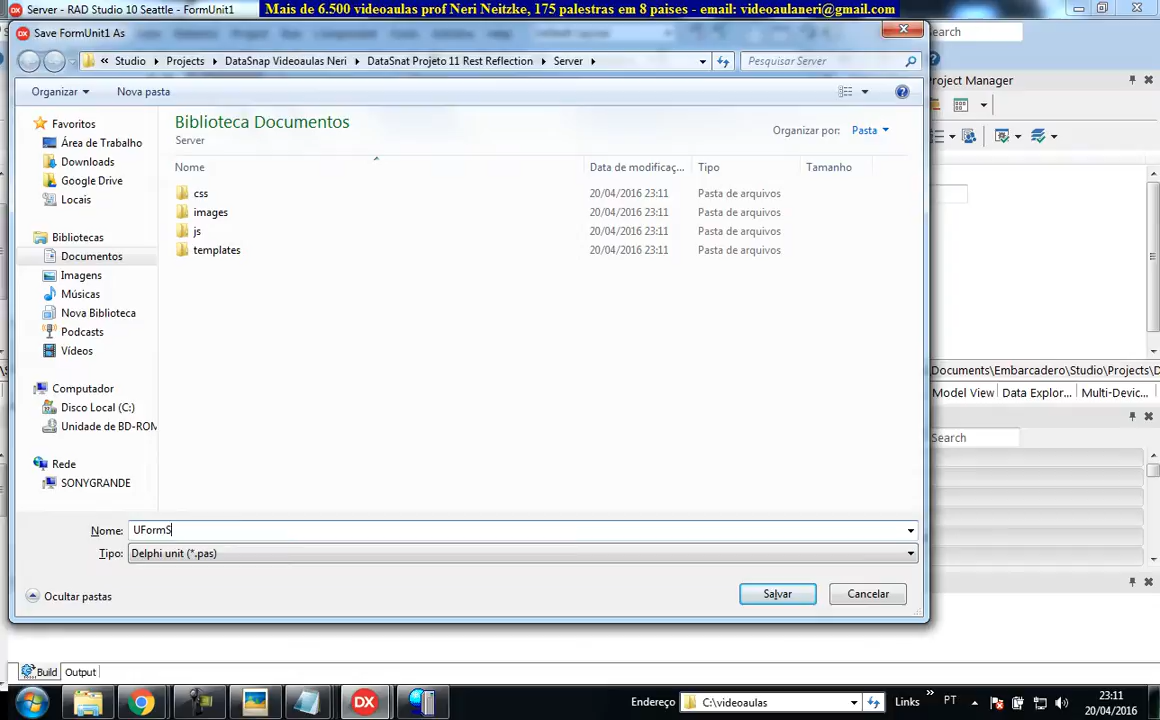 Server - RAD Studio 10 Seattle - FormUnit1
Mais de 6.500 videoaulas prof Neri Neitzke, 175 palestras em 8 paises - email: videoaulaneri@gmail.com
Save FormUnit1 As
earch
« Studio Projects DataSnap Videoaulas Neri DataSnat Projeto 11 Rest Reflection Server
Pesquisar Server
Organizar
Nova pasta
roject Manager
Favoritos
Área de Trabalho
Downloads
Google Drive
Locais
Bibliotecas
Documentos
Imagens
Músicas
Nova Biblioteca
Podcasts
Vídeos
Computador
Disco Local (C:)
Unidade de BD-ROM
Rede
SONYGRANDE
Biblioteca Documentos
Server
Organizar por: Pasta
Nome Data de modificaç... Tipo Tamanho
css 20/04/2016 23:11 Pasta de arquivos
images 20/04/2016 23:11 Pasta de arquivos
js 20/04/2016 23:11 Pasta de arquivos
templates 20/04/2016 23:11 Pasta de arquivos
Documents\Embarcadero\Studio\Projects\D
Model View Data Explor... Multi-Devic...
Search
Nome: UFormS
Tipo: Delphi unit (*.pas)
Ocultar pastas
Salvar
Cancelar
Build Output
Endereço C:\videoaulas
Links »
PT
23:11
20/04/2016